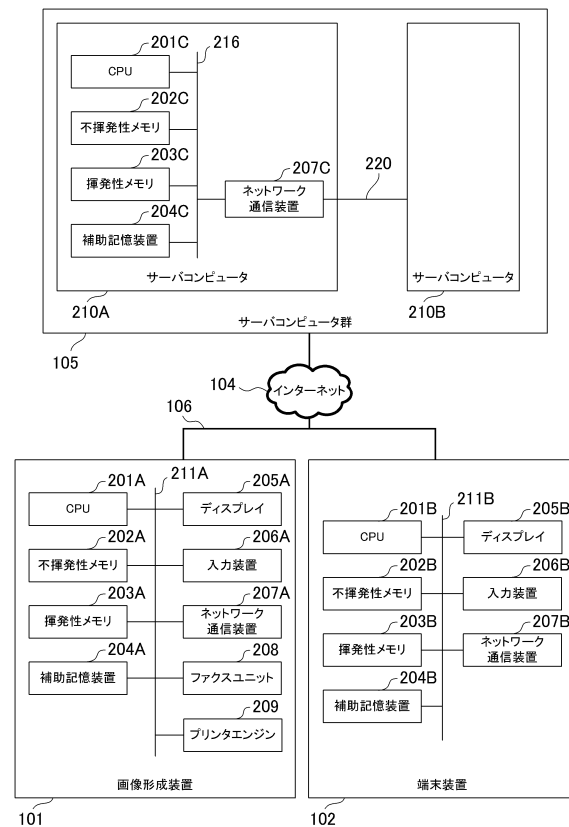 201C
216
CPU
202C
不揮発性メモリ
203C
揮発性メモリ
207C
220
ネットワーク
通信装置
204C
補助記憶装置
サーバコンピュータ
サーバコンピュータ
210A
210B
サーバコンピュータ群
105
104
インターネット
106
211A
201A
205A
CPU
ディスプレイ
202A
206A
不揮発性メモリ
入力装置
203A
207A
揮発性メモリ
ネットワーク
通信装置
204A
208
補助記憶装置
ファクスユニット
209
プリンタエンジン
画像形成装置
101
211B
201B
205B
CPU
ディスプレイ
202B
206B
不揮発性メモリ
入力装置
203B
207B
揮発性メモリ
ネットワーク
通信装置
204B
補助記憶装置
端末装置
102